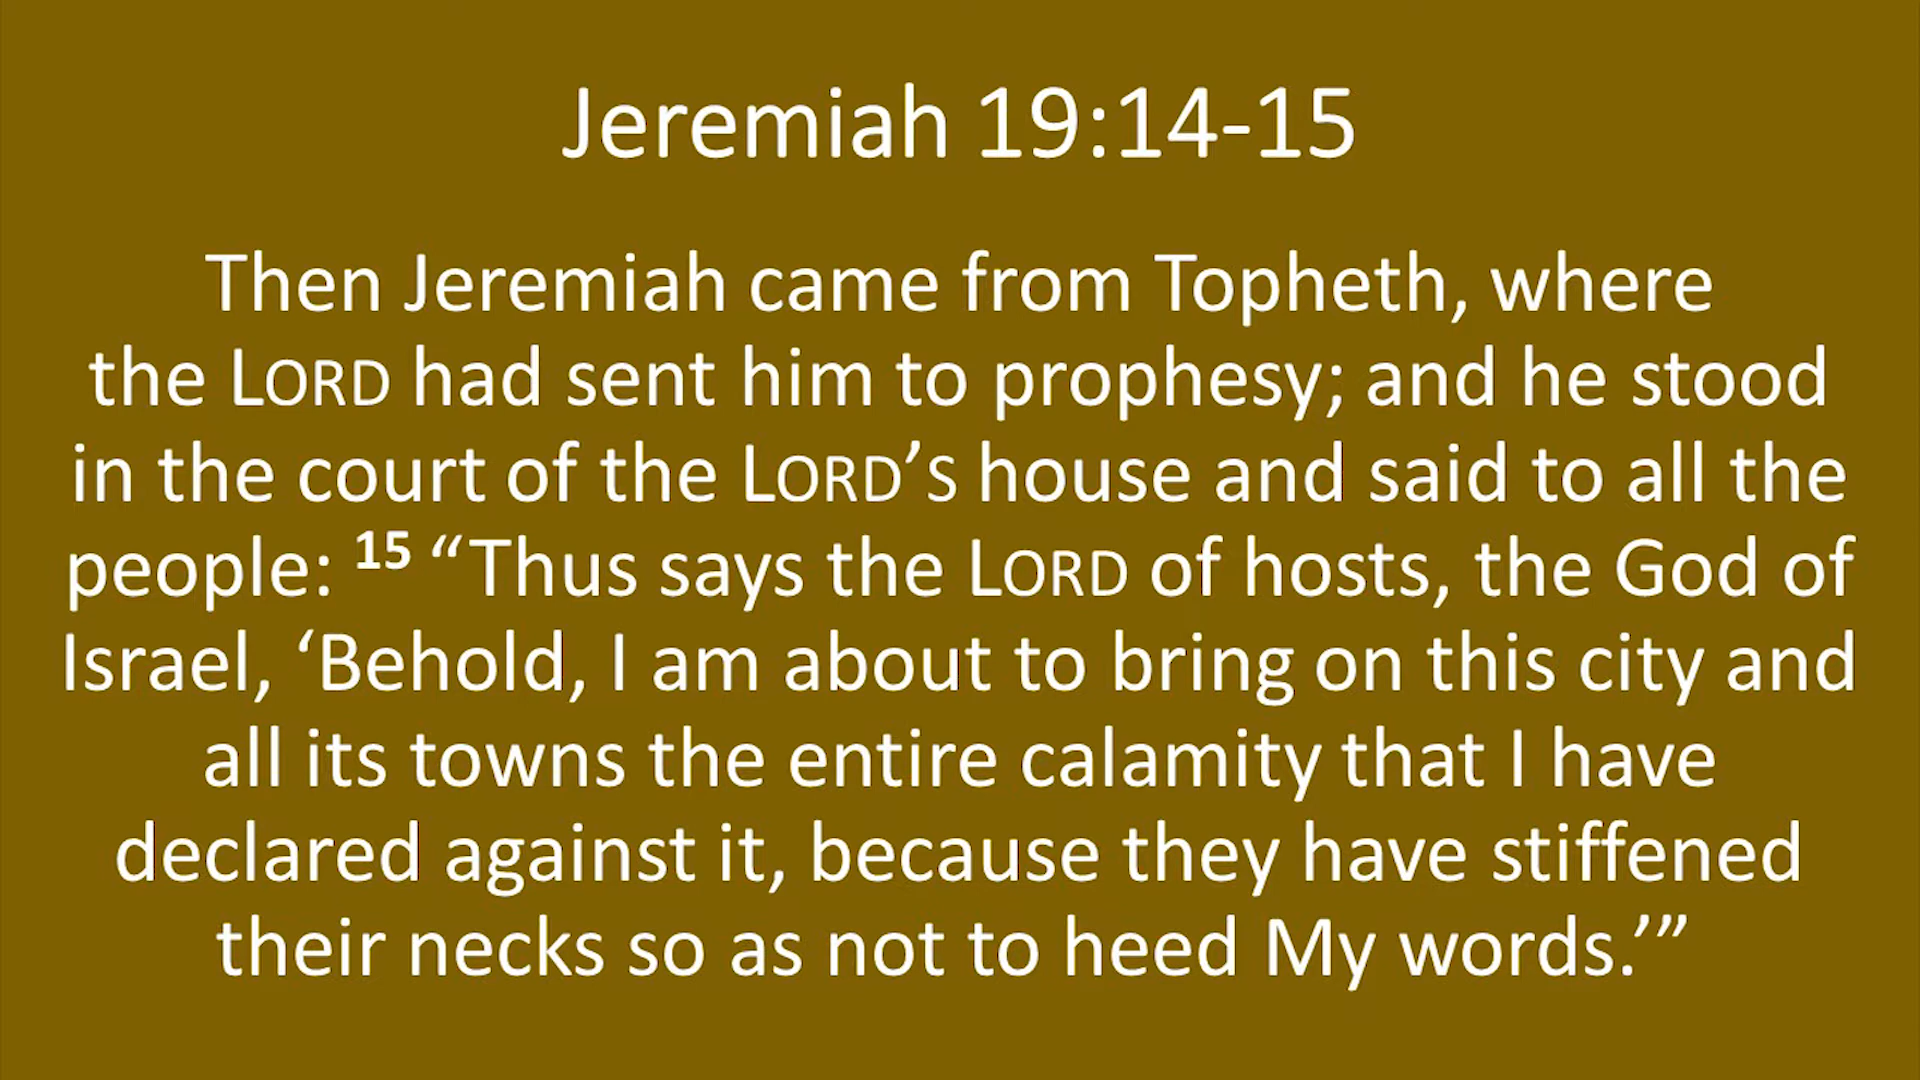 Jeremiah 19:14-15
Then Jeremiah came from Topheth, where
the LORD had sent him to prophesy; and he stood
in the court of the LORD’S house and said to all the
people: 15 “Thus says the LORD of hosts, the God of
Israel, ‘Behold, I am about to bring on this city and
all its towns the entire calamity that I have
declared against it, because they have stiffened
their necks so as not to heed My words.’”